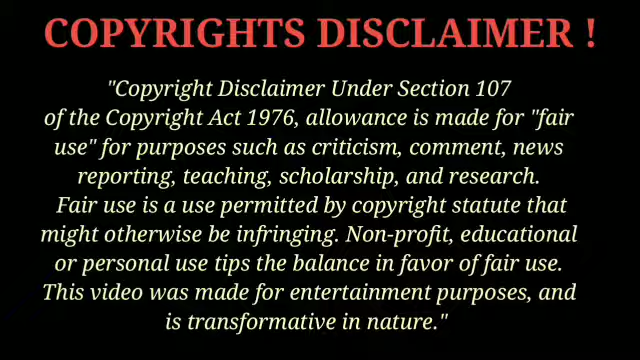 COPYRIGHTS DISCLAIMER !
"Copyright Disclaimer Under Section 107
of the Copyright Act 1976, allowance is made for "fair
use" for purposes such as criticism, comment, news
reporting, teaching, scholarship, and research.
Fair use is a use permitted by copyright statute that
might otherwise be infringing. Non-profit, educational
or personal use tips the balance in favor of fair use.
This video was made for entertainment purposes, and
is transformative in nature."